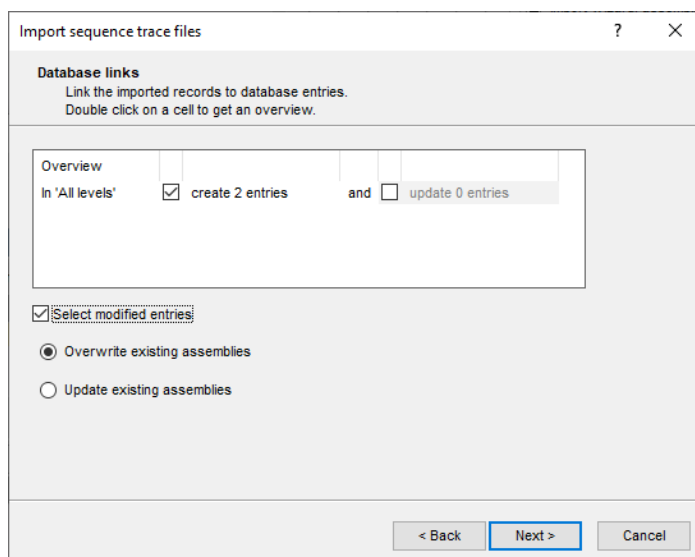 Import sequence trace files
?
Database links
Link the imported records to database entries.
Double click on a cell to get an overview.
Overview
In 'All levels' create 2 entries and update 0 entries
Select modified entries
Overwrite existing assemblies
Update existing assemblies
< Back Next > Cancel